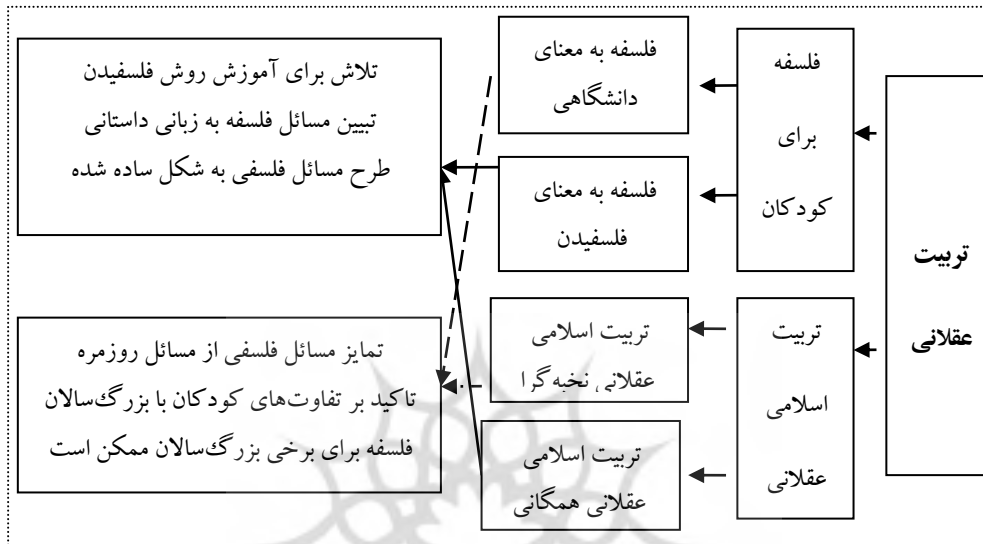 تربیت
عقلانی
فلسفه
برای
کودکان
تربیت
اسلامی
عقلانی
فلسفه به معنای
دانشگاهی
فلسفه به معنای
فلسفیدن
تربیت اسلامی
عقلانی نخبه‌گرا
تربیت اسلامی
عقلانی همگانی
تلاش برای آموزش روش فلسفیدن
تبیین مسائل فلسفه به زبانی داستانی
طرح مسائل فلسفی به شکل ساده شده
تمایز مسائل فلسفی از مسائل روزمره
تاکید بر تفاوت‌های کودکان با بزرگ‌سالان
فلسفه برای برخی بزرگ‌سالان ممکن است